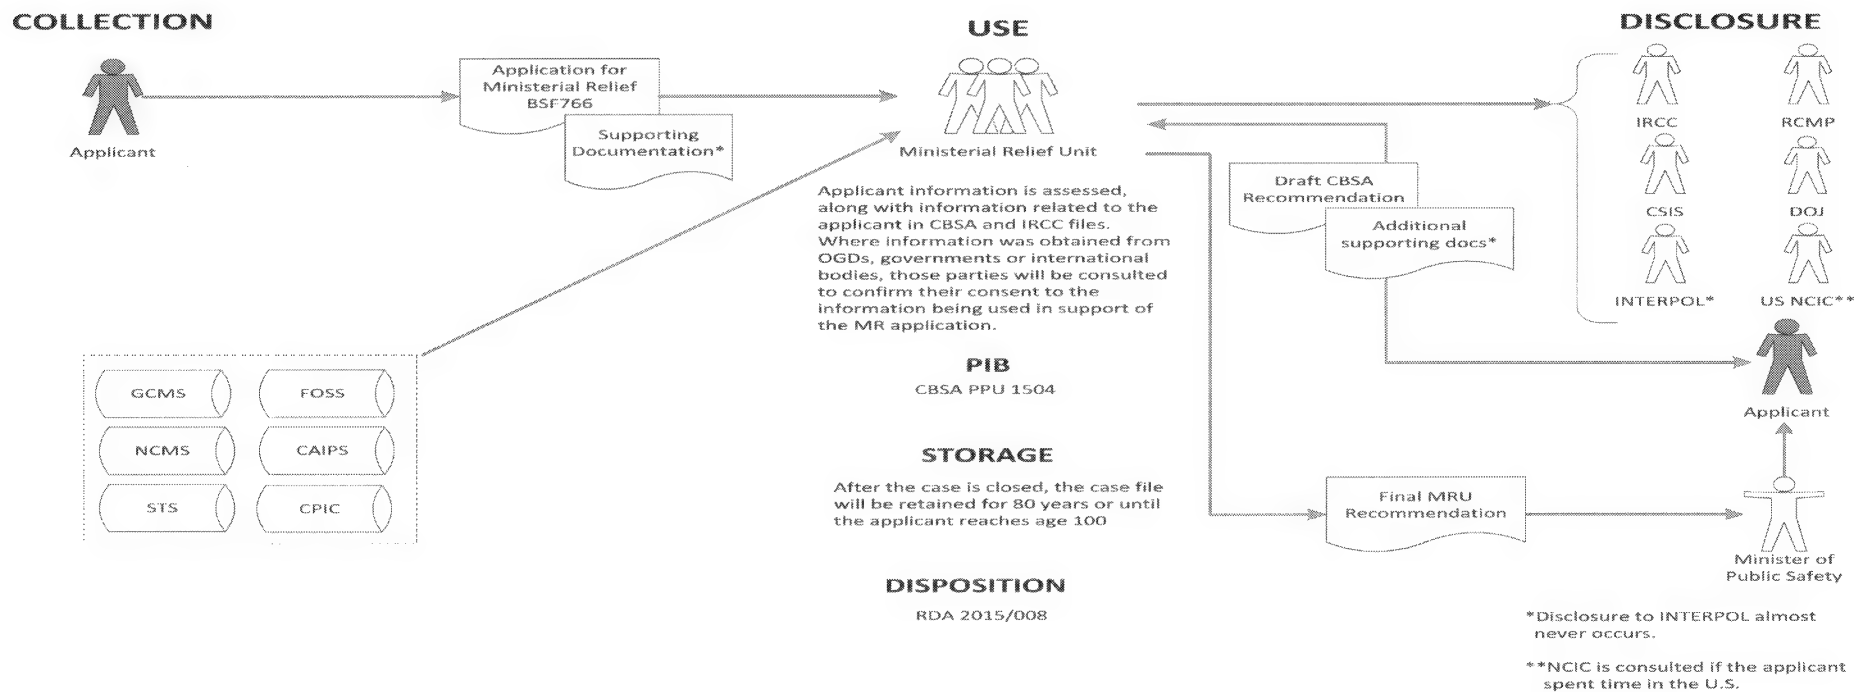 COLLECTION
Applicant
Application for
Ministerial Relief
BSF766
Supporting
Documentation*
GCMS
FOSS
NCMS
CAIPS
STS
CPIC
USE
Ministerial Relief Unit
Applicant information is assessed,
along with information related to the
applicant in CBSA and IRCC files.
Where information was obtained from
OGDs, governments or international
bodies, those parties will be consulted
to confirm their consent to the
information being used in support of
the MR application.
PIB
CBSA PPU 1504
STORAGE
After the case is closed, the case file
will be retained for 80 years or until
the applicant reaches age 100
DISPOSITION
RDA 2015/008
DISCLOSURE
IRCC
RCMP
CSIS
DOJ
INTERPOL*
US NCIC**
Draft CBSA
Recommendation
Additional
supporting docs*
Applicant
Final MRU
Recommendation
Minister of
Public Safety
*Disclosure to INTERPOL almost
never occurs.
**NCIC is consulted if the applicant
spent time in the U.S.